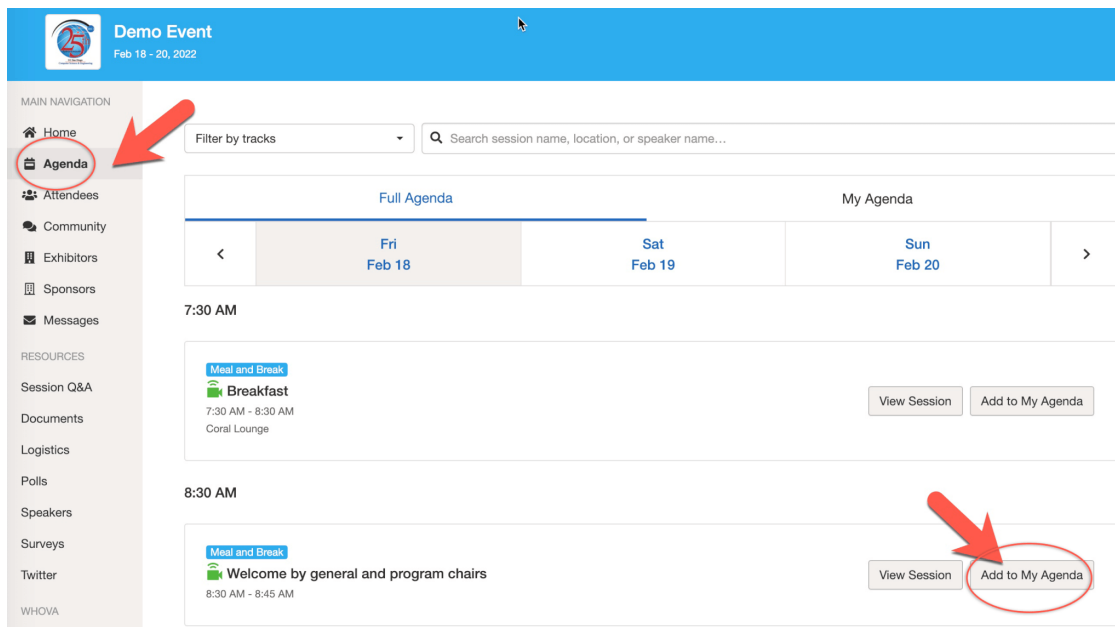 25
Demo Event
Feb 18 - 20, 2022
MAIN NAVIGATION
Home
Agenda
Attendees
Community
Exhibitors
Sponsors
Messages
RESOURCES
Session Q&A
Documents
Logistics
Polls
Speakers
Surveys
Twitter
WHOVA
Filter by tracks
Search session name, location, or speaker name...
Full Agenda
My Agenda
Fri
Feb 18
Sat
Feb 19
Sun
Feb 20
7:30 AM
Meal and Break
Breakfast
7:30 AM - 8:30 AM
Coral Lounge
View Session
Add to My Agenda
8:30 AM
Meal and Break
Welcome by general and program chairs
8:30 AM - 8:45 AM
View Session
Add to My Agenda